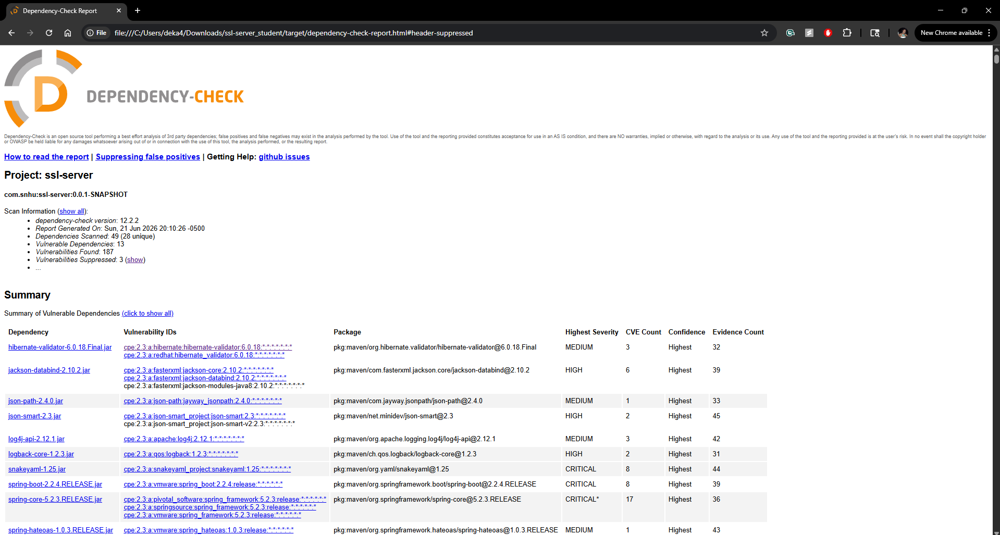 Dependency-Check Report
File
file:///C:/Users/deka4/Downloads/ssl-server_student/target/dependency-check-report.html#header-suppressed
New Chrome available
DEPENDENCY-CHECK
Dependency-Check is an open source tool performing a best effort analysis of 3rd party dependencies; false positives and false negatives may exist in the analysis performed by the tool. Use of the tool and the reporting provided constitutes acceptance for use in an AS IS condition, and there are NO warranties, implied or otherwise, with regard to the analysis or its use. Any use of the tool and the reporting provided is at the user's risk. In no event shall the copyright holder
or OWASP be held liable for any damages whatsoever arising out of or in connection with the use of this tool, the analysis performed, or the resulting report.
How to read the report | Suppressing false positives | Getting Help: github issues
Project: ssl-server
com.snhu:ssl-server:0.0.1-SNAPSHOT
Scan Information (show all):
• dependency-check version: 12.2.2
• Report Generated On: Sun, 21 Jun 2026 20:10:26 -0500
• Dependencies Scanned: 49 (28 unique)
• Vulnerable Dependencies: 13
• Vulnerabilities Found: 187
• Vulnerabilities Suppressed: 3 (show)
• ...
Summary
Summary of Vulnerable Dependencies (click to show all)
Dependency Vulnerability IDs Package Highest Severity CVE Count Confidence Evidence Count
hibernate-validator-6.0.18.Final.jar cpe:2.3:a:hibernate:hibernate-validator:6.0.18:*:*:*:*:*:*:* pkg:maven/org.hibernate.validator/hibernate-validator@6.0.18.Final MEDIUM 3 Highest 32
cpe:2.3:a:redhat:hibernate_validator:6.0.18:*:*:*:*:*:*:*
jackson-databind-2.10.2.jar cpe:2.3:a:fasterxml:jackson-core:2.10.2:*:*:*:*:*:*:* pkg:maven/com.fasterxml.jackson.core/jackson-databind@2.10.2 HIGH 6 Highest 39
cpe:2.3:a:fasterxml:jackson-databind:2.10.2:*:*:*:*:*:*:*
cpe:2.3:a:fasterxml:jackson-modules-java8:2.10.2:*:*:*:*:*:*:*
json-path-2.4.0.jar cpe:2.3:a:json-path:jayway_jsonpath:2.4.0:*:*:*:*:*:*:* pkg:maven/com.jayway.jsonpath/json-path@2.4.0 MEDIUM 1 Highest 33
json-smart-2.3.jar cpe:2.3:a:json-smart_project:json-smart:2.3:*:*:*:*:*:*:* pkg:maven/net.minidev/json-smart@2.3 HIGH 2 Highest 45
cpe:2.3:a:json-smart_project:json-smart-v2:2.3:*:*:*:*:*:*:*
log4j-api-2.12.1.jar cpe:2.3:a:apache:log4j:2.12.1:*:*:*:*:*:*:* pkg:maven/org.apache.logging.log4j/log4j-api@2.12.1 MEDIUM 3 Highest 42
logback-core-1.2.3.jar cpe:2.3:a:qos:logback:1.2.3:*:*:*:*:*:*:* pkg:maven/ch.qos.logback/logback-core@1.2.3 HIGH 2 Highest 31
snakeyaml-1.25.jar cpe:2.3:a:snakeyaml_project:snakeyaml:1.25:*:*:*:*:*:*:* pkg:maven/org.yaml/snakeyaml@1.25 CRITICAL 8 Highest 44
spring-boot-2.2.4.RELEASE.jar cpe:2.3:a:vmware:spring_boot:2.2.4:release:*:*:*:*:*:* pkg:maven/org.springframework.boot/spring-boot@2.2.4.RELEASE CRITICAL 8 Highest 39
spring-core-5.2.3.RELEASE.jar cpe:2.3:a:pivotal_software:spring_framework:5.2.3:release:*:*:*:*:*:* pkg:maven/org.springframework/spring-core@5.2.3.RELEASE CRITICAL* 17 Highest 36
cpe:2.3:a:springsource:spring_framework:5.2.3:release:*:*:*:*:*:*
cpe:2.3:a:vmware:spring_framework:5.2.3:release:*:*:*:*:*:*
spring-hateoas-1.0.3.RELEASE.jar cpe:2.3:a:vmware:spring_hateoas:1.0.3:release:*:*:*:*:*:* pkg:maven/org.springframework.hateoas/spring-hateoas@1.0.3.RELEASE MEDIUM 1 Highest 43